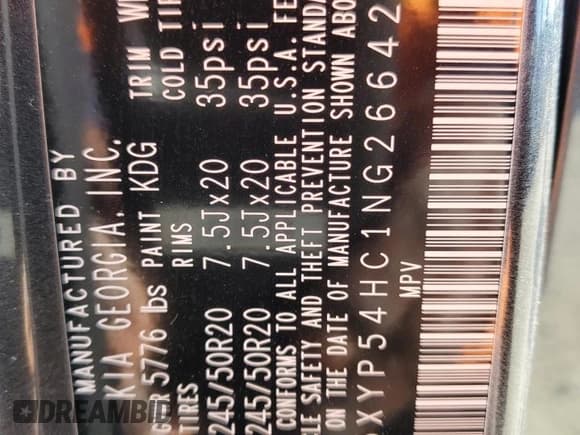 MANUFACTURED BY
KIA GEORGIA, INC.
5776 lbs PAINT KDG TRIM
TIRES RIMS COLD
245/50R20 7.5Jx20 35psi
245/50R20 7.5Jx20 35psi
CONFORMS TO ALL APPLICABLE U.S.A.
SAFETY AND THEFT PREVENTION
ON THE DATE OF MANUFACTURE SHOWN
XYP54HC1NG26642
MPV
DREAMBID